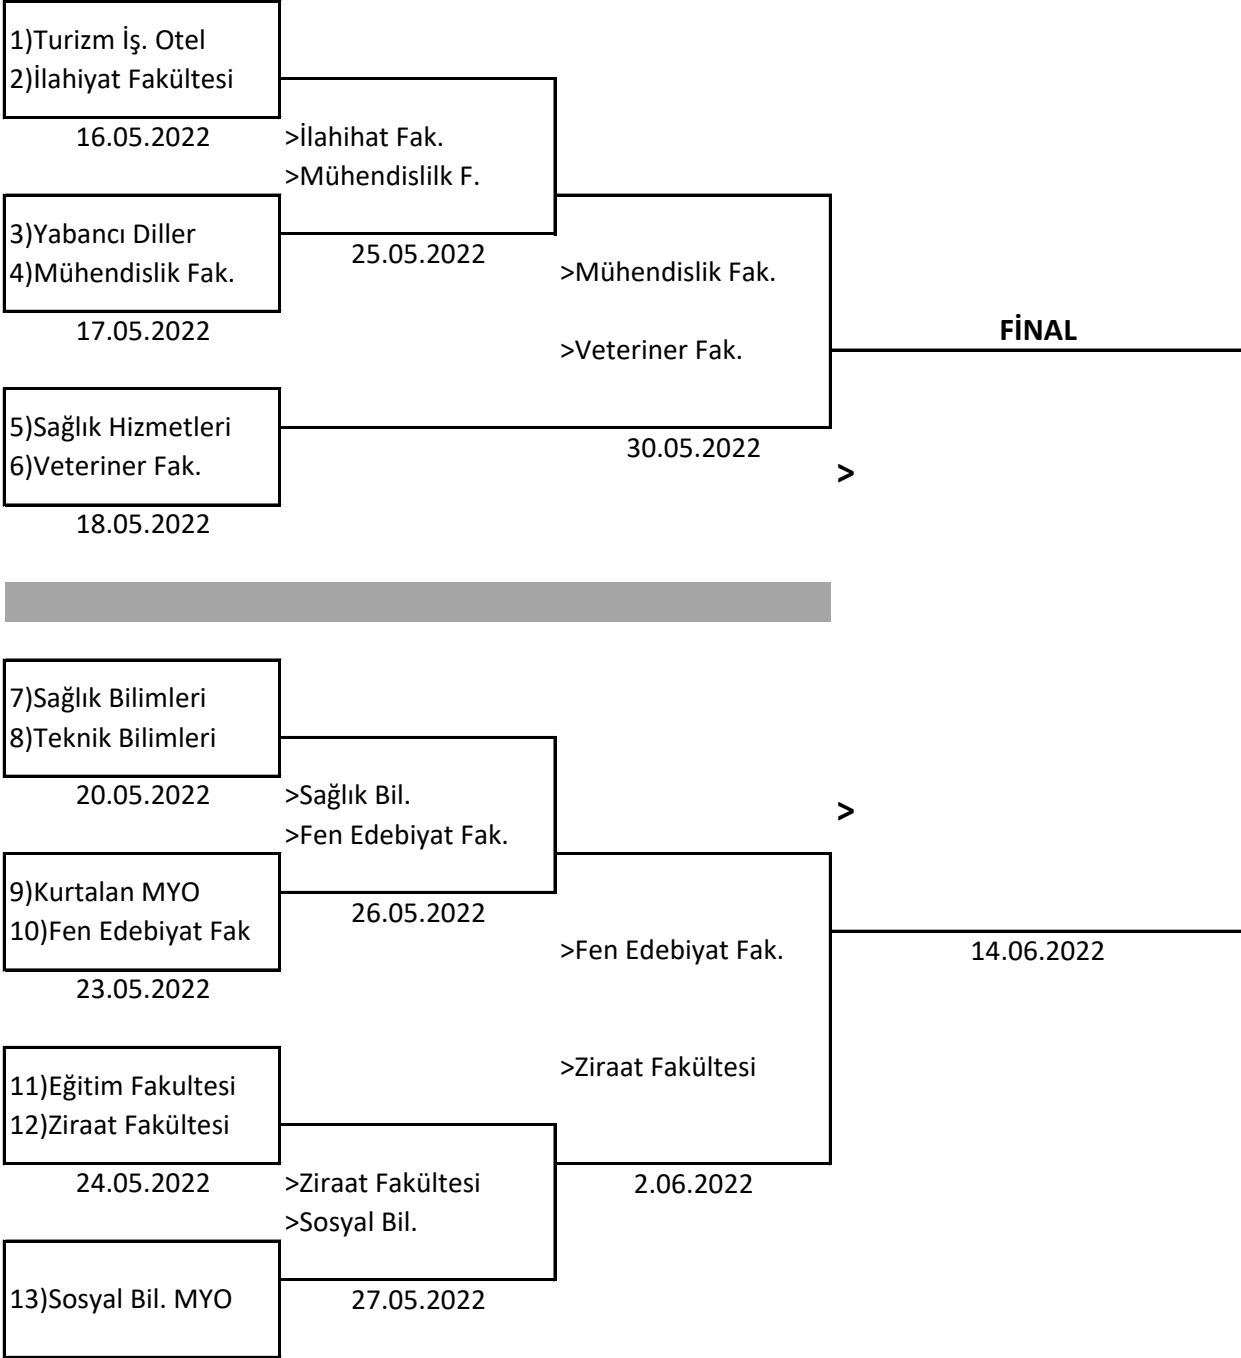 1)Turizm İş. Otel
2)İlahiyat Fakültesi
16.05.2022
>İlahihat Fak.
>Mühendislilk F.
3)Yabancı Diller
4)Mühendislik Fak.
25.05.2022
>Mühendislik Fak.
17.05.2022
FİNAL
>Veteriner Fak.
5)Sağlık Hizmetleri
6)Veteriner Fak.
30.05.2022
>
18.05.2022
7)Sağlık Bilimleri
8)Teknik Bilimleri
20.05.2022
>Sağlık Bil.
>Fen Edebiyat Fak.
>
9)Kurtalan MYO
10)Fen Edebiyat Fak
26.05.2022
>Fen Edebiyat Fak.
14.06.2022
23.05.2022
>Ziraat Fakültesi
11)Eğitim Fakultesi
12)Ziraat Fakültesi
24.05.2022
>Ziraat Fakültesi
>Sosyal Bil.
2.06.2022
13)Sosyal Bil. MYO
27.05.2022